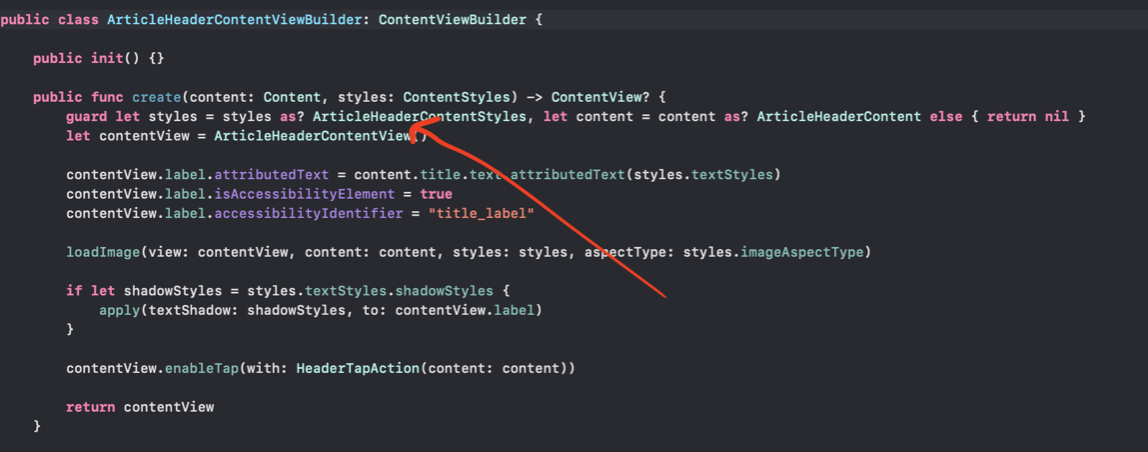 public class ArticleHeaderContentViewBuilder: ContentViewBuilder {
public init() {}
public func create(content: Content, styles: ContentStyles) -> ContentView? {
guard let styles = styles as? ArticleHeaderContentStyles, let content = content as? ArticleHeaderContent else { return nil }
let contentView = ArticleHeaderContentView()
contentView.label.attributedText = content.title.text.attributedText(styles.textStyles)
contentView.label.isAccessibilityElement = true
contentView.label.accessibilityIdentifier = "title_label"
loadImage(view: contentView, content: content, styles: styles, aspectType: styles.imageAspectType)
if let shadowStyles = styles.textStyles.shadowStyles {
apply(textShadow: shadowStyles, to: contentView.label)
}
contentView.enableTap(with: HeaderTapAction(content: content))
return contentView
}